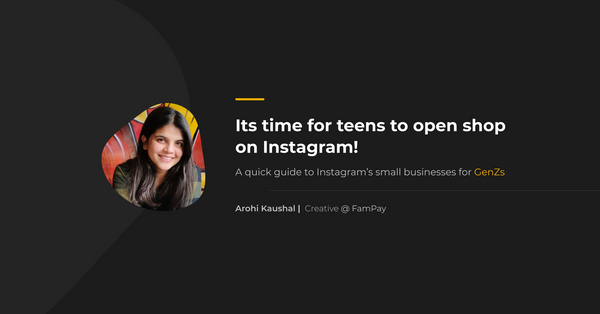 Its time for teens to open shop
on Instagram!
A quick guide to Instagram's small businesses for GenZs
Arohi Kaushal | Creative @ FamPay